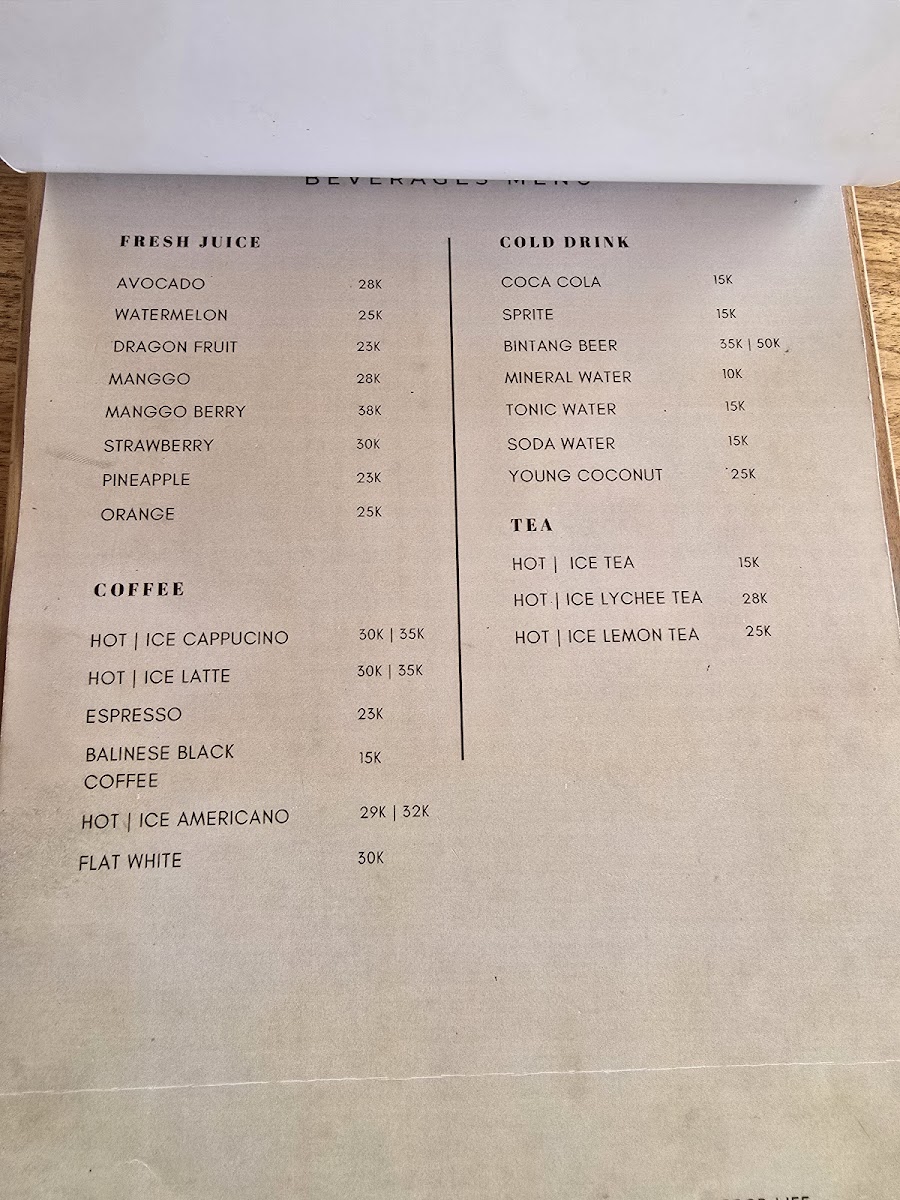 BEVERAGES MENU
FRESH JUICE
AVOCADO 28K
WATERMELON 25K
DRAGON FRUIT 23K
MANGGO 28K
MANGGO BERRY 38K
STRAWBERRY 30K
PINEAPPLE 23K
ORANGE 25K
COFFEE
HOT | ICE CAPPUCINO 30K | 35K
HOT | ICE LATTE 30K | 35K
ESPRESSO 23K
BALINESE BLACK
COFFEE 15K
HOT | ICE AMERICANO 29K | 32K
FLAT WHITE 30K
COLD DRINK
COCA COLA 15K
SPRITE 15K
BINTANG BEER 35K | 50K
MINERAL WATER 10K
TONIC WATER 15K
SODA WATER 15K
YOUNG COCONUT 25K
TEA
HOT | ICE TEA 15K
HOT | ICE LYCHEE TEA 28K
HOT | ICE LEMON TEA 25K